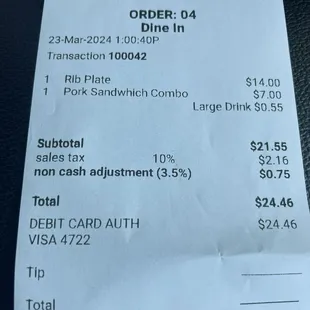 ORDER: 04
Dine In
23-Mar-2024 1:00:40P
Transaction 100042
1 Rib Plate $14.00
1 Pork Sandwhich Combo $7.00
Large Drink $0.55
Subtotal $21.55
sales tax 10% $2.16
non cash adjustment (3.5%) $0.75
Total $24.46
DEBIT CARD AUTH $24.46
VISA 4722
Tip
Total